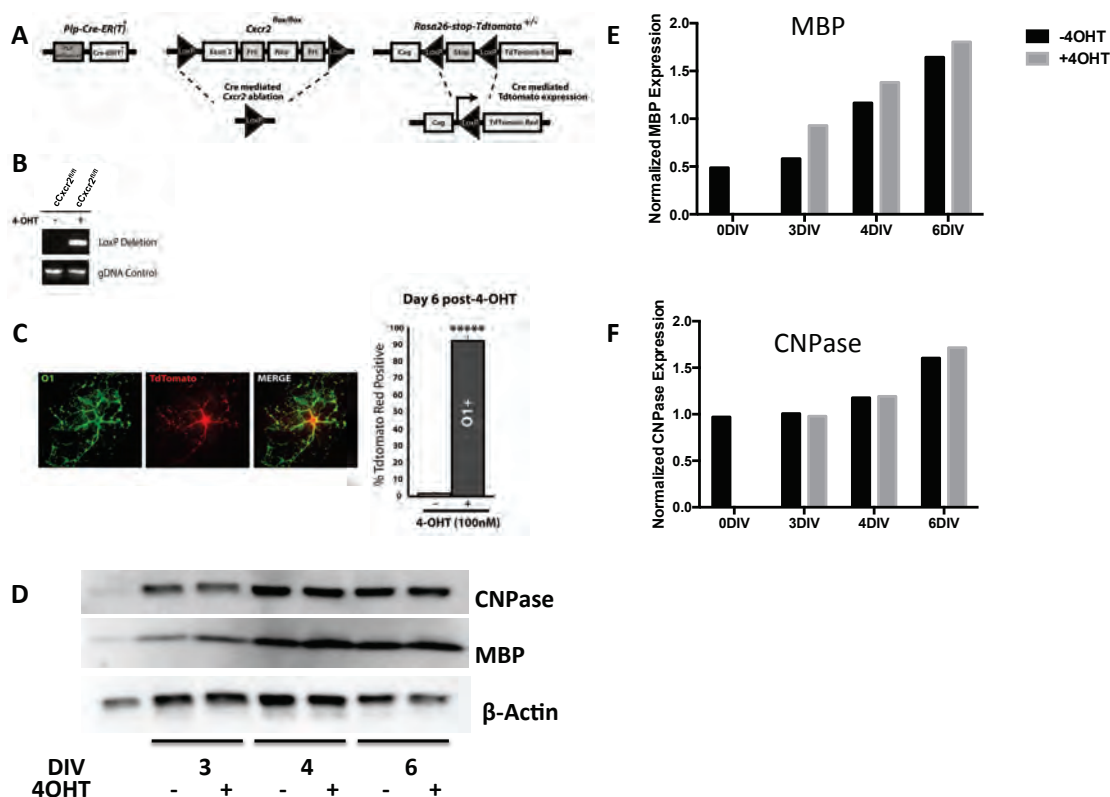 A
Plp-Cre-ER(T)
Cre-ER(T)
flox/flox
Cxcr2
LoxP
Exon 2
Frt
Neo
Frt
LoxP
Cre mediated
Cxcr2 ablation
LoxP
Rosa26-stop-Tdtomato +/+
Cag
LoxP
Stop
LoxP
TdTomato Red
Cre mediated
Tdtomato expression
Cag
LoxP
TdTomato Red
B
cCxcr2fl/fl
cCxcr2fl/fl
4-OHT - +
LoxP Deletion
gDNA Control
C
O1
TdTomato
MERGE
Day 6 post-4-OHT
% Tdtomato Red Positive
100
90
80
70
60
50
40
30
20
10
0
*****
O1+
- +
4-OHT (100nM)
D
CNPase
MBP
β-Actin
DIV 3 4 6
4OHT - + - + - +
E
MBP
-4OHT
+4OHT
Normalized MBP Expression
2.0
1.5
1.0
0.5
0.0
0DIV 3DIV 4DIV 6DIV
F
CNPase
Normalized CNPase Expression
2.0
1.5
1.0
0.5
0.0
0DIV 3DIV 4DIV 6DIV